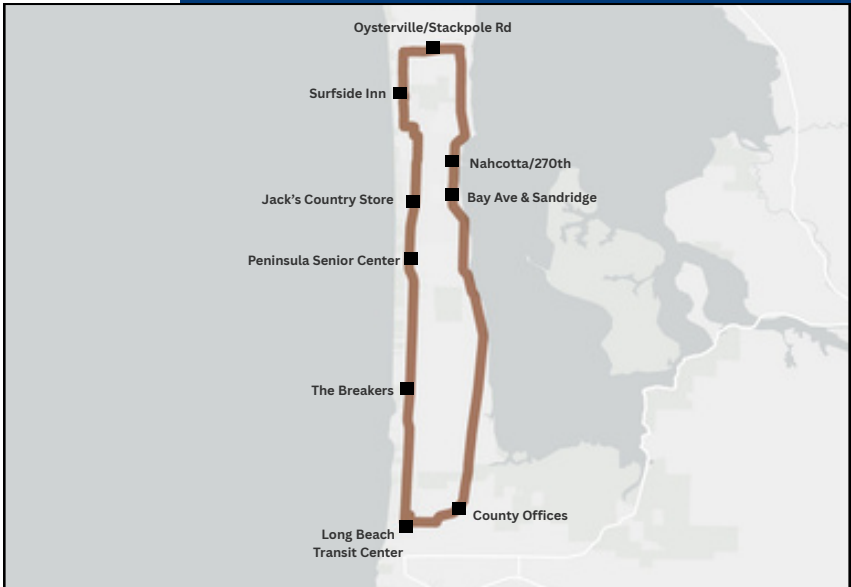 Oysterville/Stackpole Rd
Surfside Inn
Nahcotta/270th
Jack's Country Store
Bay Ave & Sandridge
Peninsula Senior Center
The Breakers
County Offices
Long Beach
Transit Center